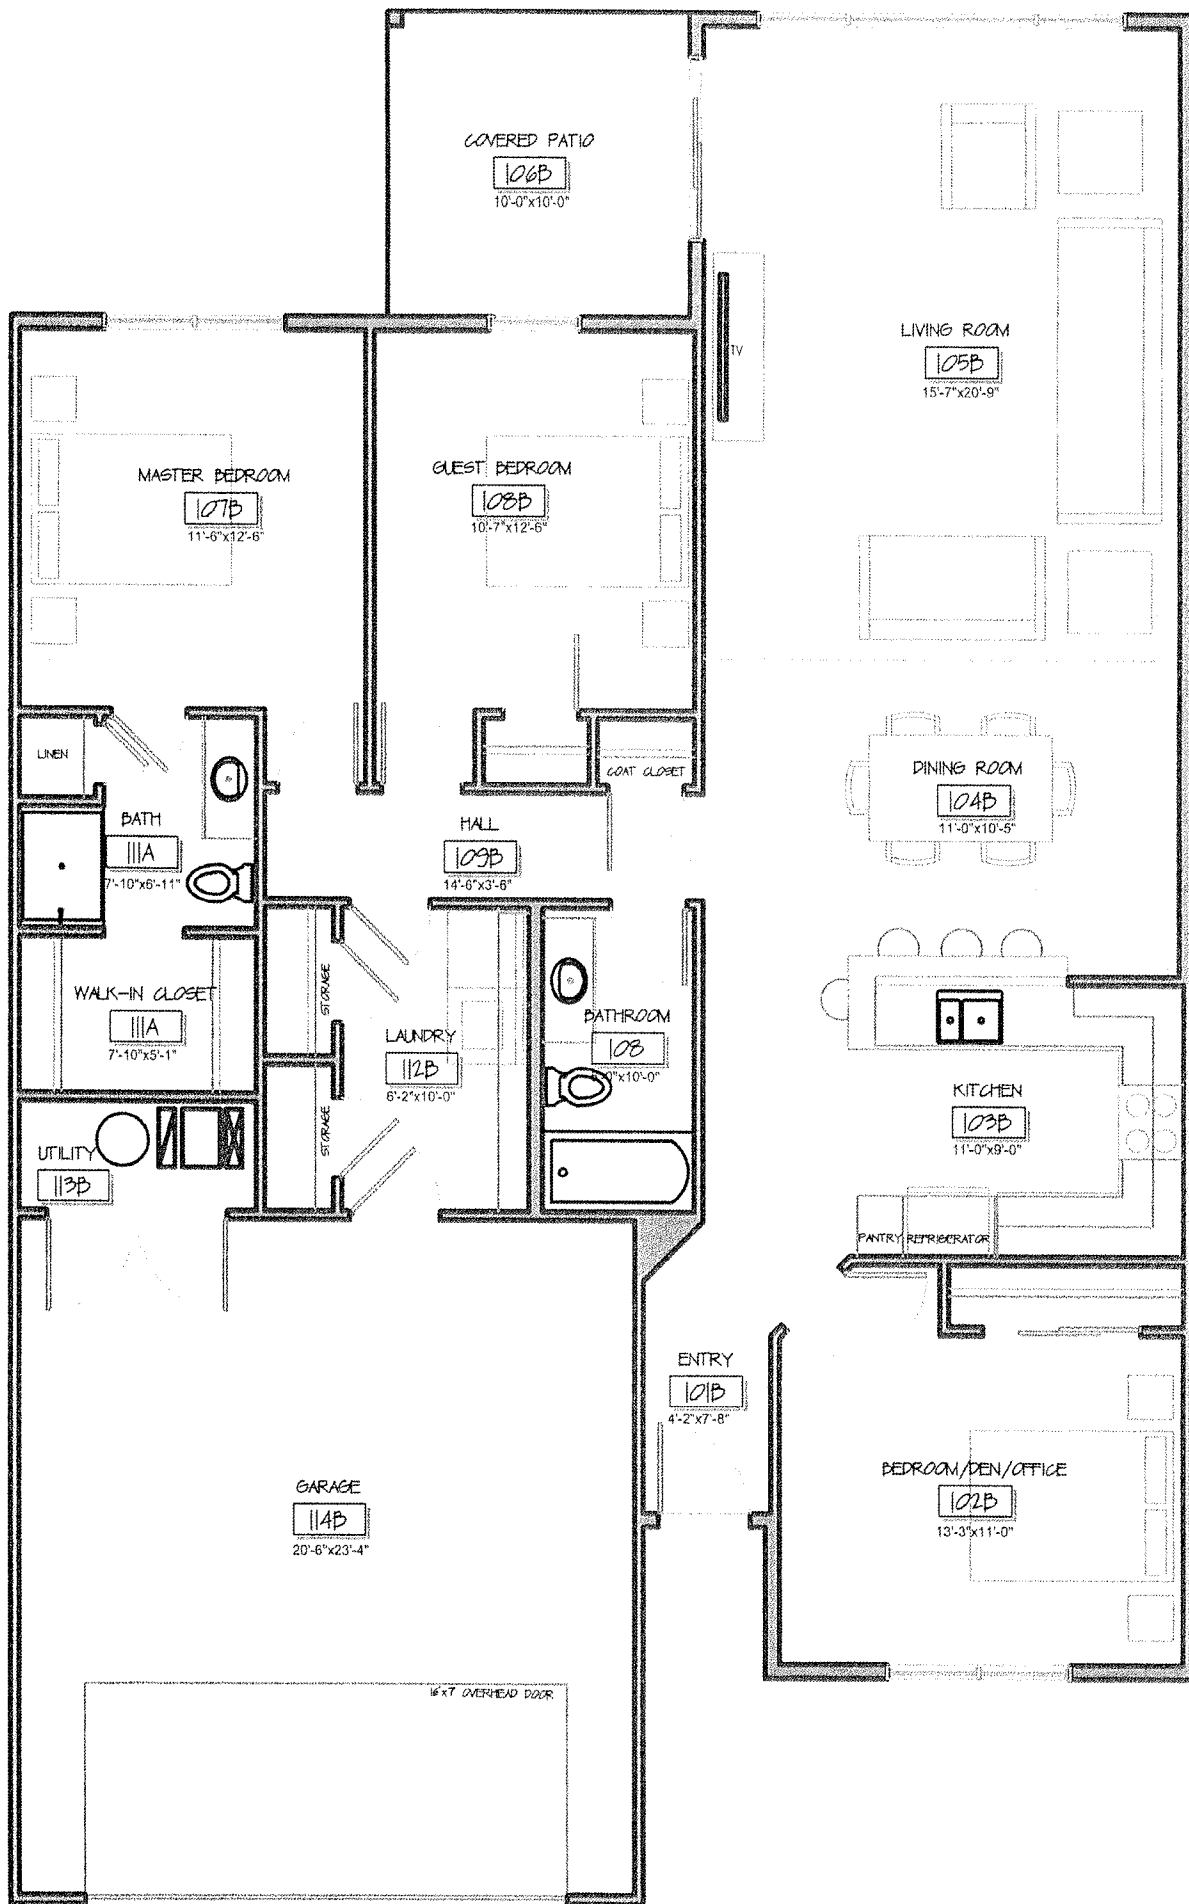 COVERED PATIO
106B
10'-0"x10'-0"
LIVING ROOM
105B
15'-7"x20'-9"
TV
MASTER BEDROOM
107B
11'-6"x12'-6"
GUEST BEDROOM
108B
10'-7"x12'-6"
LINEN
COAT CLOSET
DINING ROOM
104B
11'-0"x10'-5"
BATH
111A
7'-10"x6'-11"
HALL
109B
14'-6"x3'-6"
WALK-IN CLOSET
111A
7'-10"x5'-1"
STORAGE
LAUNDRY
112B
6'-2"x10'-0"
BATHROOM
108
STORAGE
KITCHEN
103B
11'-0"x9'-0"
UTILITY
113B
PANTRY
REFRIGERATOR
ENTRY
101B
4'-2"x7'-8"
BEDROOM/DEN/OFFICE
102B
13'-3"x11'-0"
GARAGE
114B
20'-6"x23'-4"
16'x7' OVERHEAD DOOR